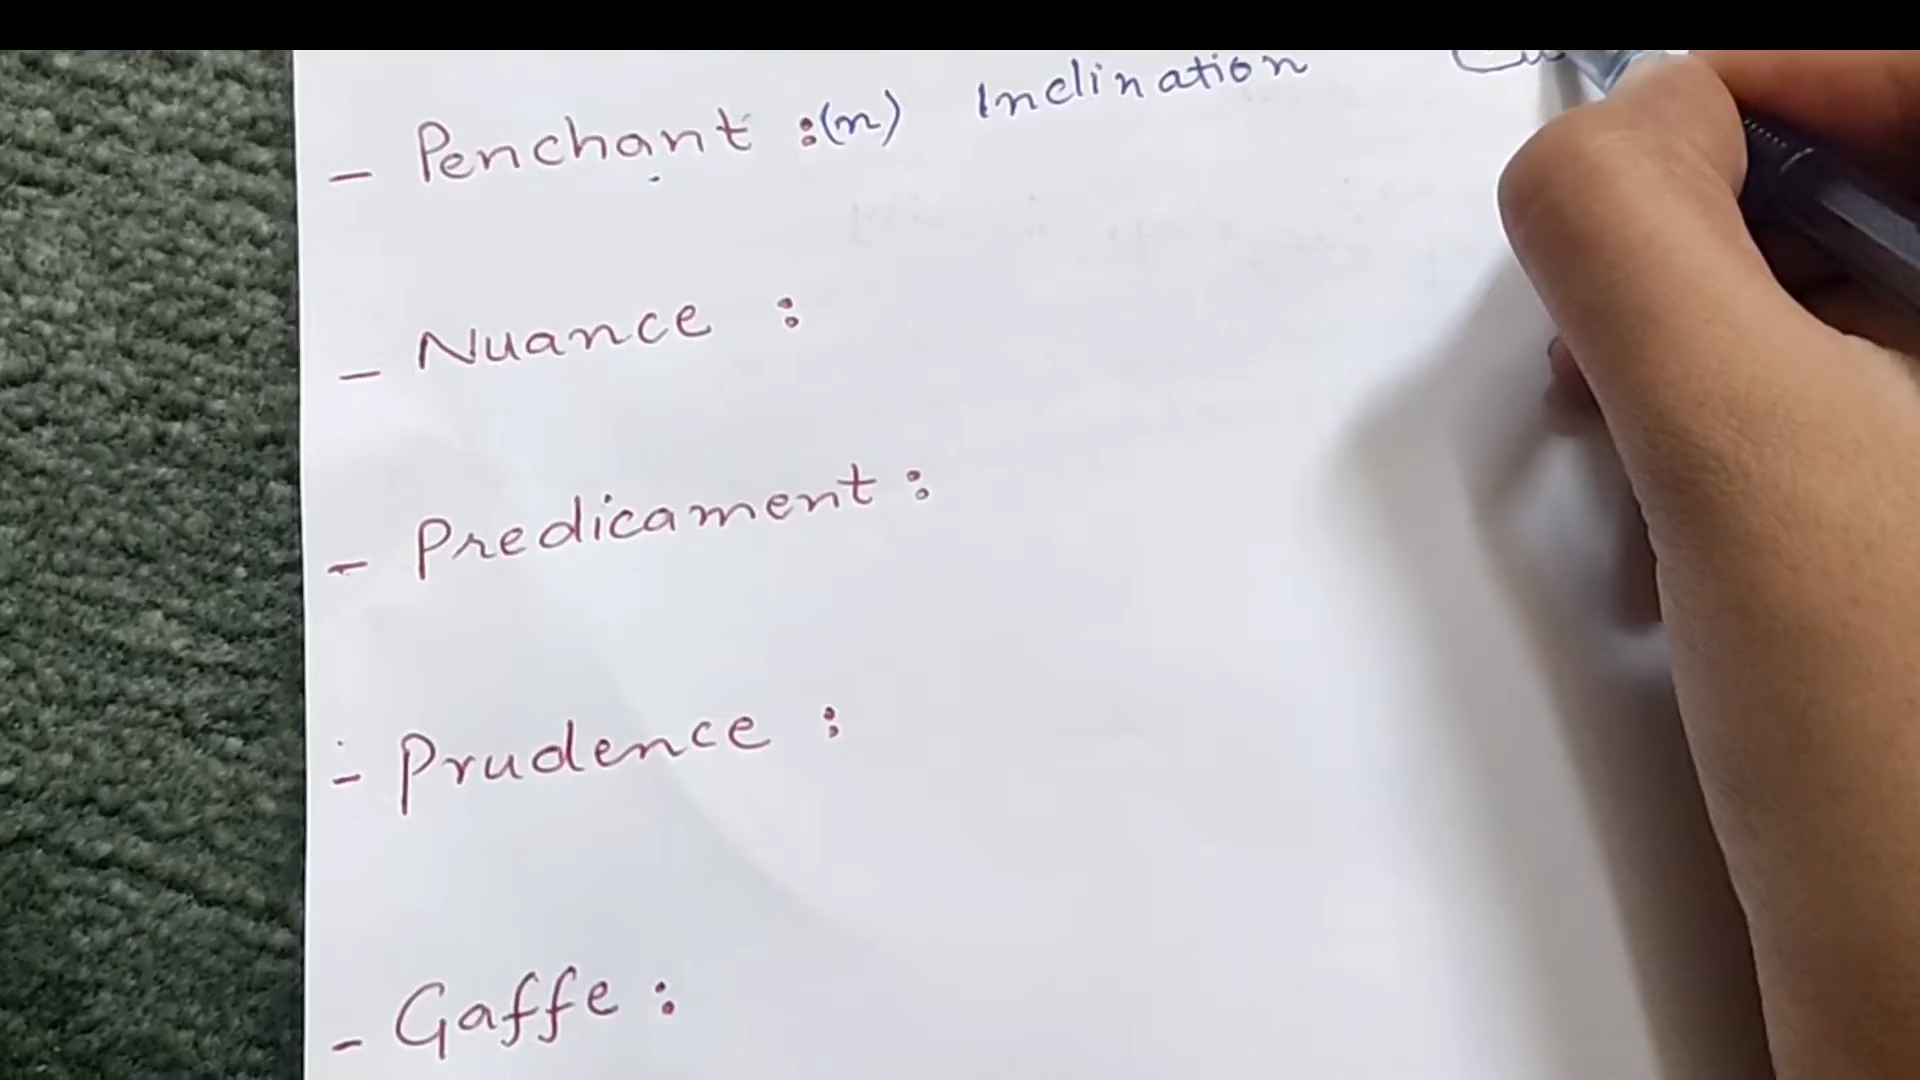 - Penchant :(n) Inclination
- Nuance :
- Predicament :
- Prudence :
- Gaffe :